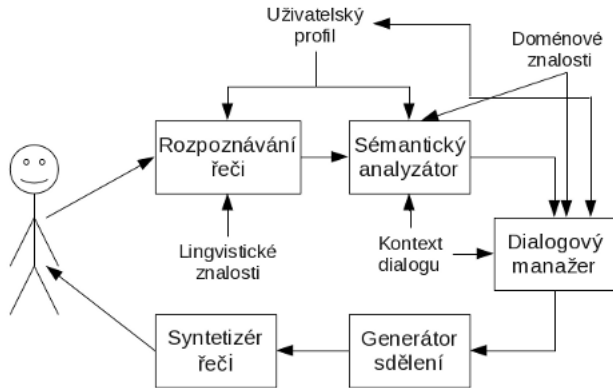 Uživatelský
profil
Doménové
znalosti
Rozpoznávání
řeči
Sémantický
analyzátor
Lingvistické
znalosti
Kontext
dialogu
Dialogový
manažer
Syntetizér
řeči
Generátor
sdělení